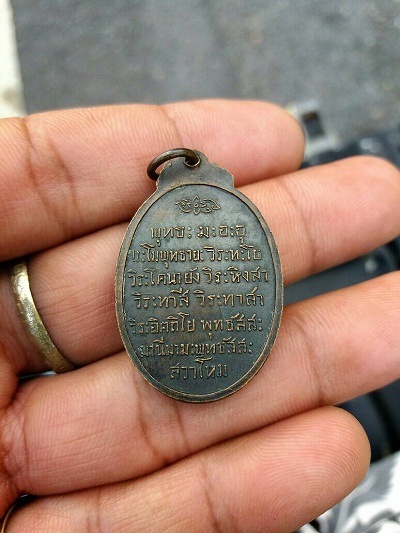 พุทธะ มะอะอุ
นะโมพุทธายะ วิระทะโย
วิระโคนายัง วิระหิงสา
วิระทาสี วิระทาสา
วิระอิตถิโย พุทธัสสะ
มานีมามะ พุทธัสสะ
สวาโหม